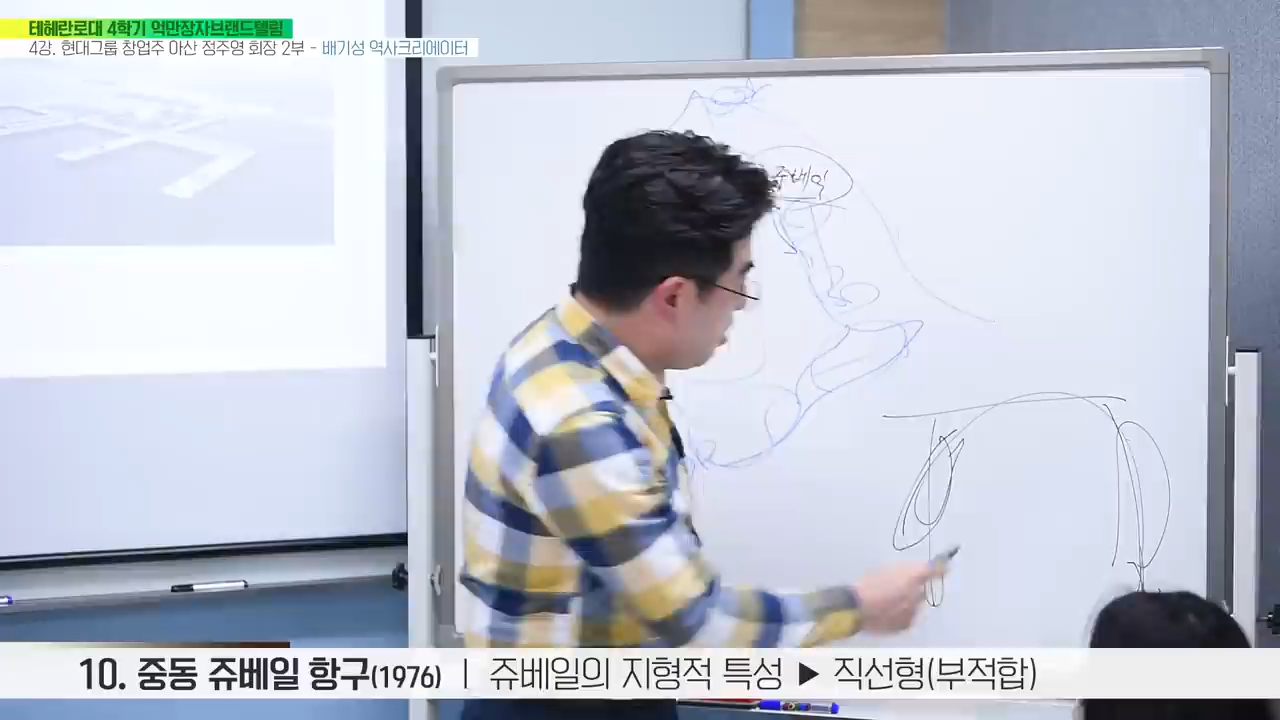 테헤란로대 4학기 억만장자브랜드텔링
4강. 현대그룹 창업주 아산 정주영 회장 2부 - 배기성 역사크리에이터
쥬베일
10. 중동 쥬베일 항구(1976) | 쥬베일의 지형적 특성 ▶ 직선형(부적합)